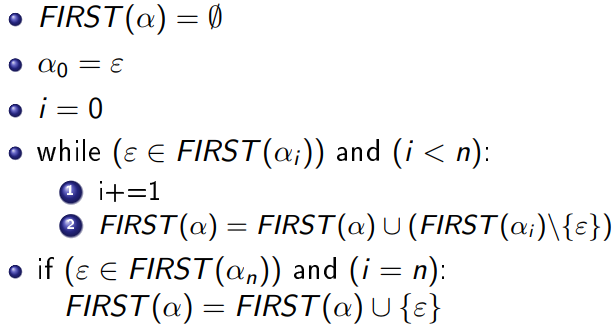 FIRST(α) = ∅
α₀ = ε
i = 0
while (ε ∈ FIRST(αᵢ)) and (i < n):
1 i+=1
2 FIRST(α) = FIRST(α) ∪ (FIRST(αᵢ)\{ε})
if (ε ∈ FIRST(αₙ)) and (i = n):
FIRST(α) = FIRST(α) ∪ {ε}